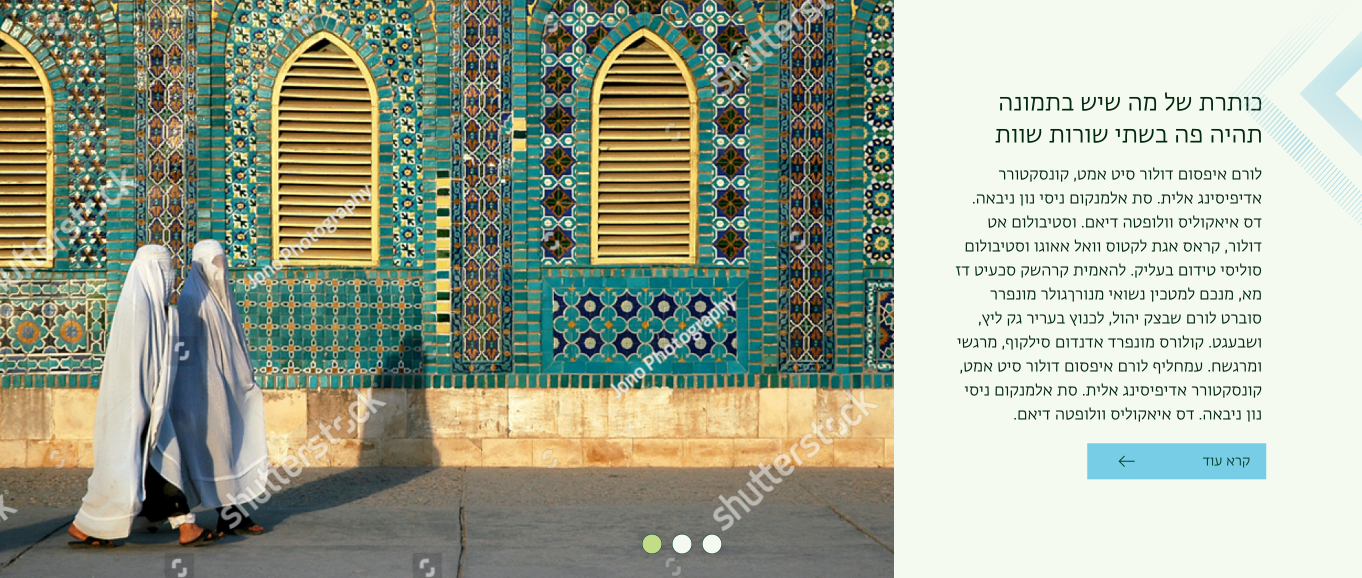 כותרת של מה שיש בתמונה
תהיה פה בשתי שורות שוות
לורם איפסום דולור סיט אמט, קונסקטורר
אדיפיסינג אלית. סת אלמנקום ניסי נון ניבאה.
דס איאקוליס וולופטה דיאם. וסטיבולום אט
דולור, קראס אגת לקטוס וואל אאוגו וסטיבולום
סוליסי טידום בעליק. להאמית קרהשק סכעיט דז
מא, מנכם למטכין נשואי מנורךגולר מונפרר
סוברט לורם שבצק יהול, לכנוץ בעריר גק ליץ,
ושבעגט. קולורס מונפרד אדנדום סילקוף, מרגשי
ומרגשח. עמחליף לורם איפסום דולור סיט אמט,
קונסקטורר אדיפיסינג אלית. סת אלמנקום ניסי
נון ניבאה. דס איאקוליס וולופטה דיאם.
קרא עוד
shutterstock
Jono Photography
shutterstock
Jono Photography
shutterstock
shutterstock